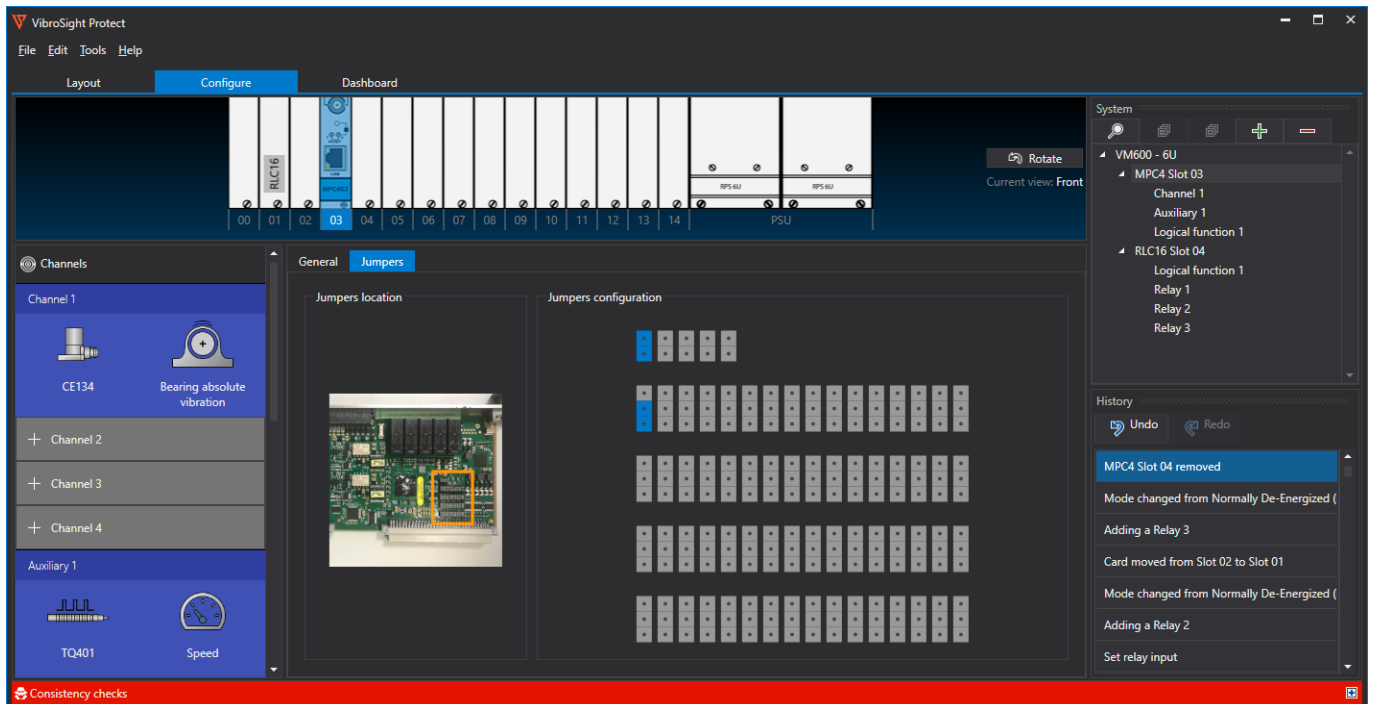 VibroSight Protect
File Edit Tools Help
Layout Configure Dashboard
RLC16
LAN
MPC4G2
RPS 6U RPS 6U
00 01 02 03 04 05 06 07 08 09 10 11 12 13 14 PSU
Rotate
Current view: Front
System
VM600 - 6U
MPC4 Slot 03
Channel 1
Auxiliary 1
Logical function 1
RLC16 Slot 04
Logical function 1
Relay 1
Relay 2
Relay 3
Channels
Channel 1
CE134 Bearing absolute
vibration
Channel 2
Channel 3
Channel 4
Auxiliary 1
TQ401 Speed
General Jumpers
Jumpers location Jumpers configuration
History
Undo Redo
MPC4 Slot 04 removed
Mode changed from Normally De-Energized (
Adding a Relay 3
Card moved from Slot 02 to Slot 01
Mode changed from Normally De-Energized (
Adding a Relay 2
Set relay input
Consistency checks